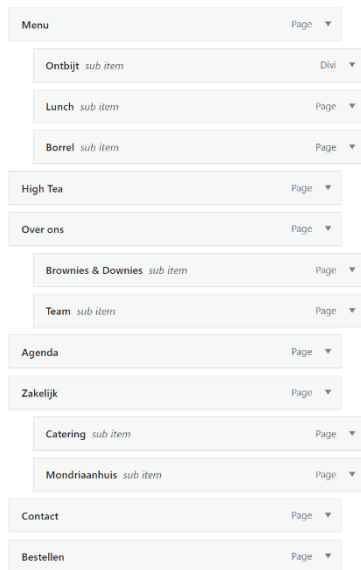 Menu Page
Ontbijt sub item Divi
Lunch sub item Page
Borrel sub item Page
High Tea Page
Over ons Page
Brownies & Downies sub item Page
Team sub item Page
Agenda Page
Zakelijk Page
Catering sub item Page
Mondriaanhuis sub item Page
Contact Page
Bestellen Page